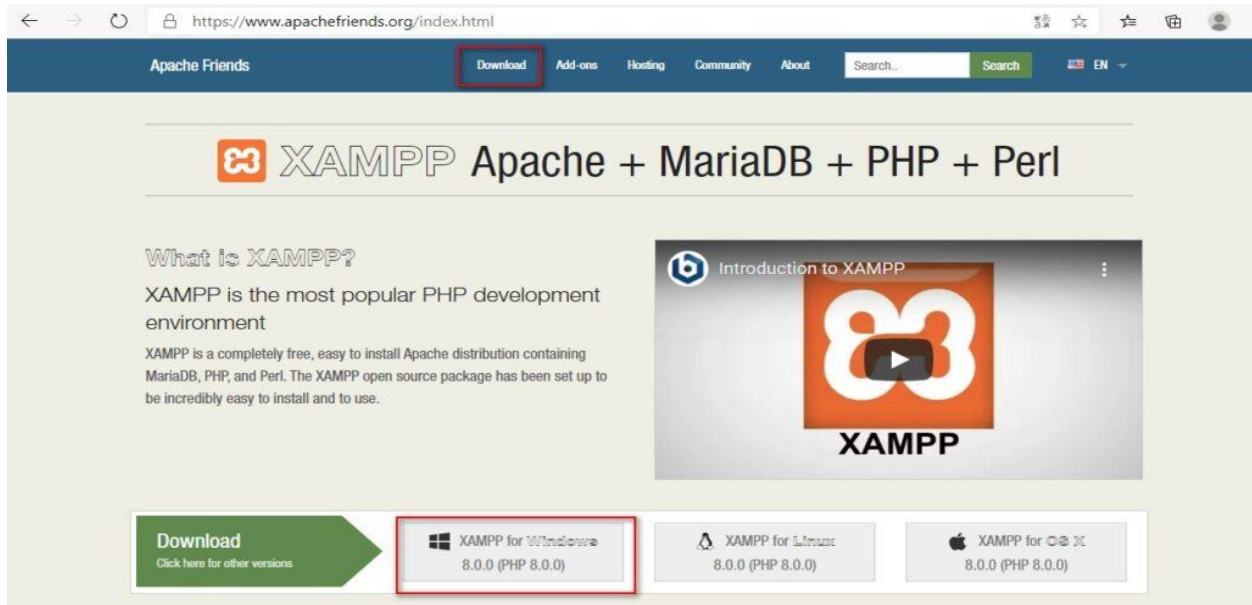 https://www.apachefriends.org/index.html
Apache Friends Download Add-ons Hosting Community About Search.. Search EN
XAMPP Apache + MariaDB + PHP + Perl
What is XAMPP?
XAMPP is the most popular PHP development
environment
XAMPP is a completely free, easy to install Apache distribution containing
MariaDB, PHP, and Perl. The XAMPP open source package has been set up to
be incredibly easy to install and to use.
Introduction to XAMPP
XAMPP
Download
Click here for other versions
XAMPP for Windows
8.0.0 (PHP 8.0.0)
XAMPP for Linux
8.0.0 (PHP 8.0.0)
XAMPP for OS X
8.0.0 (PHP 8.0.0)